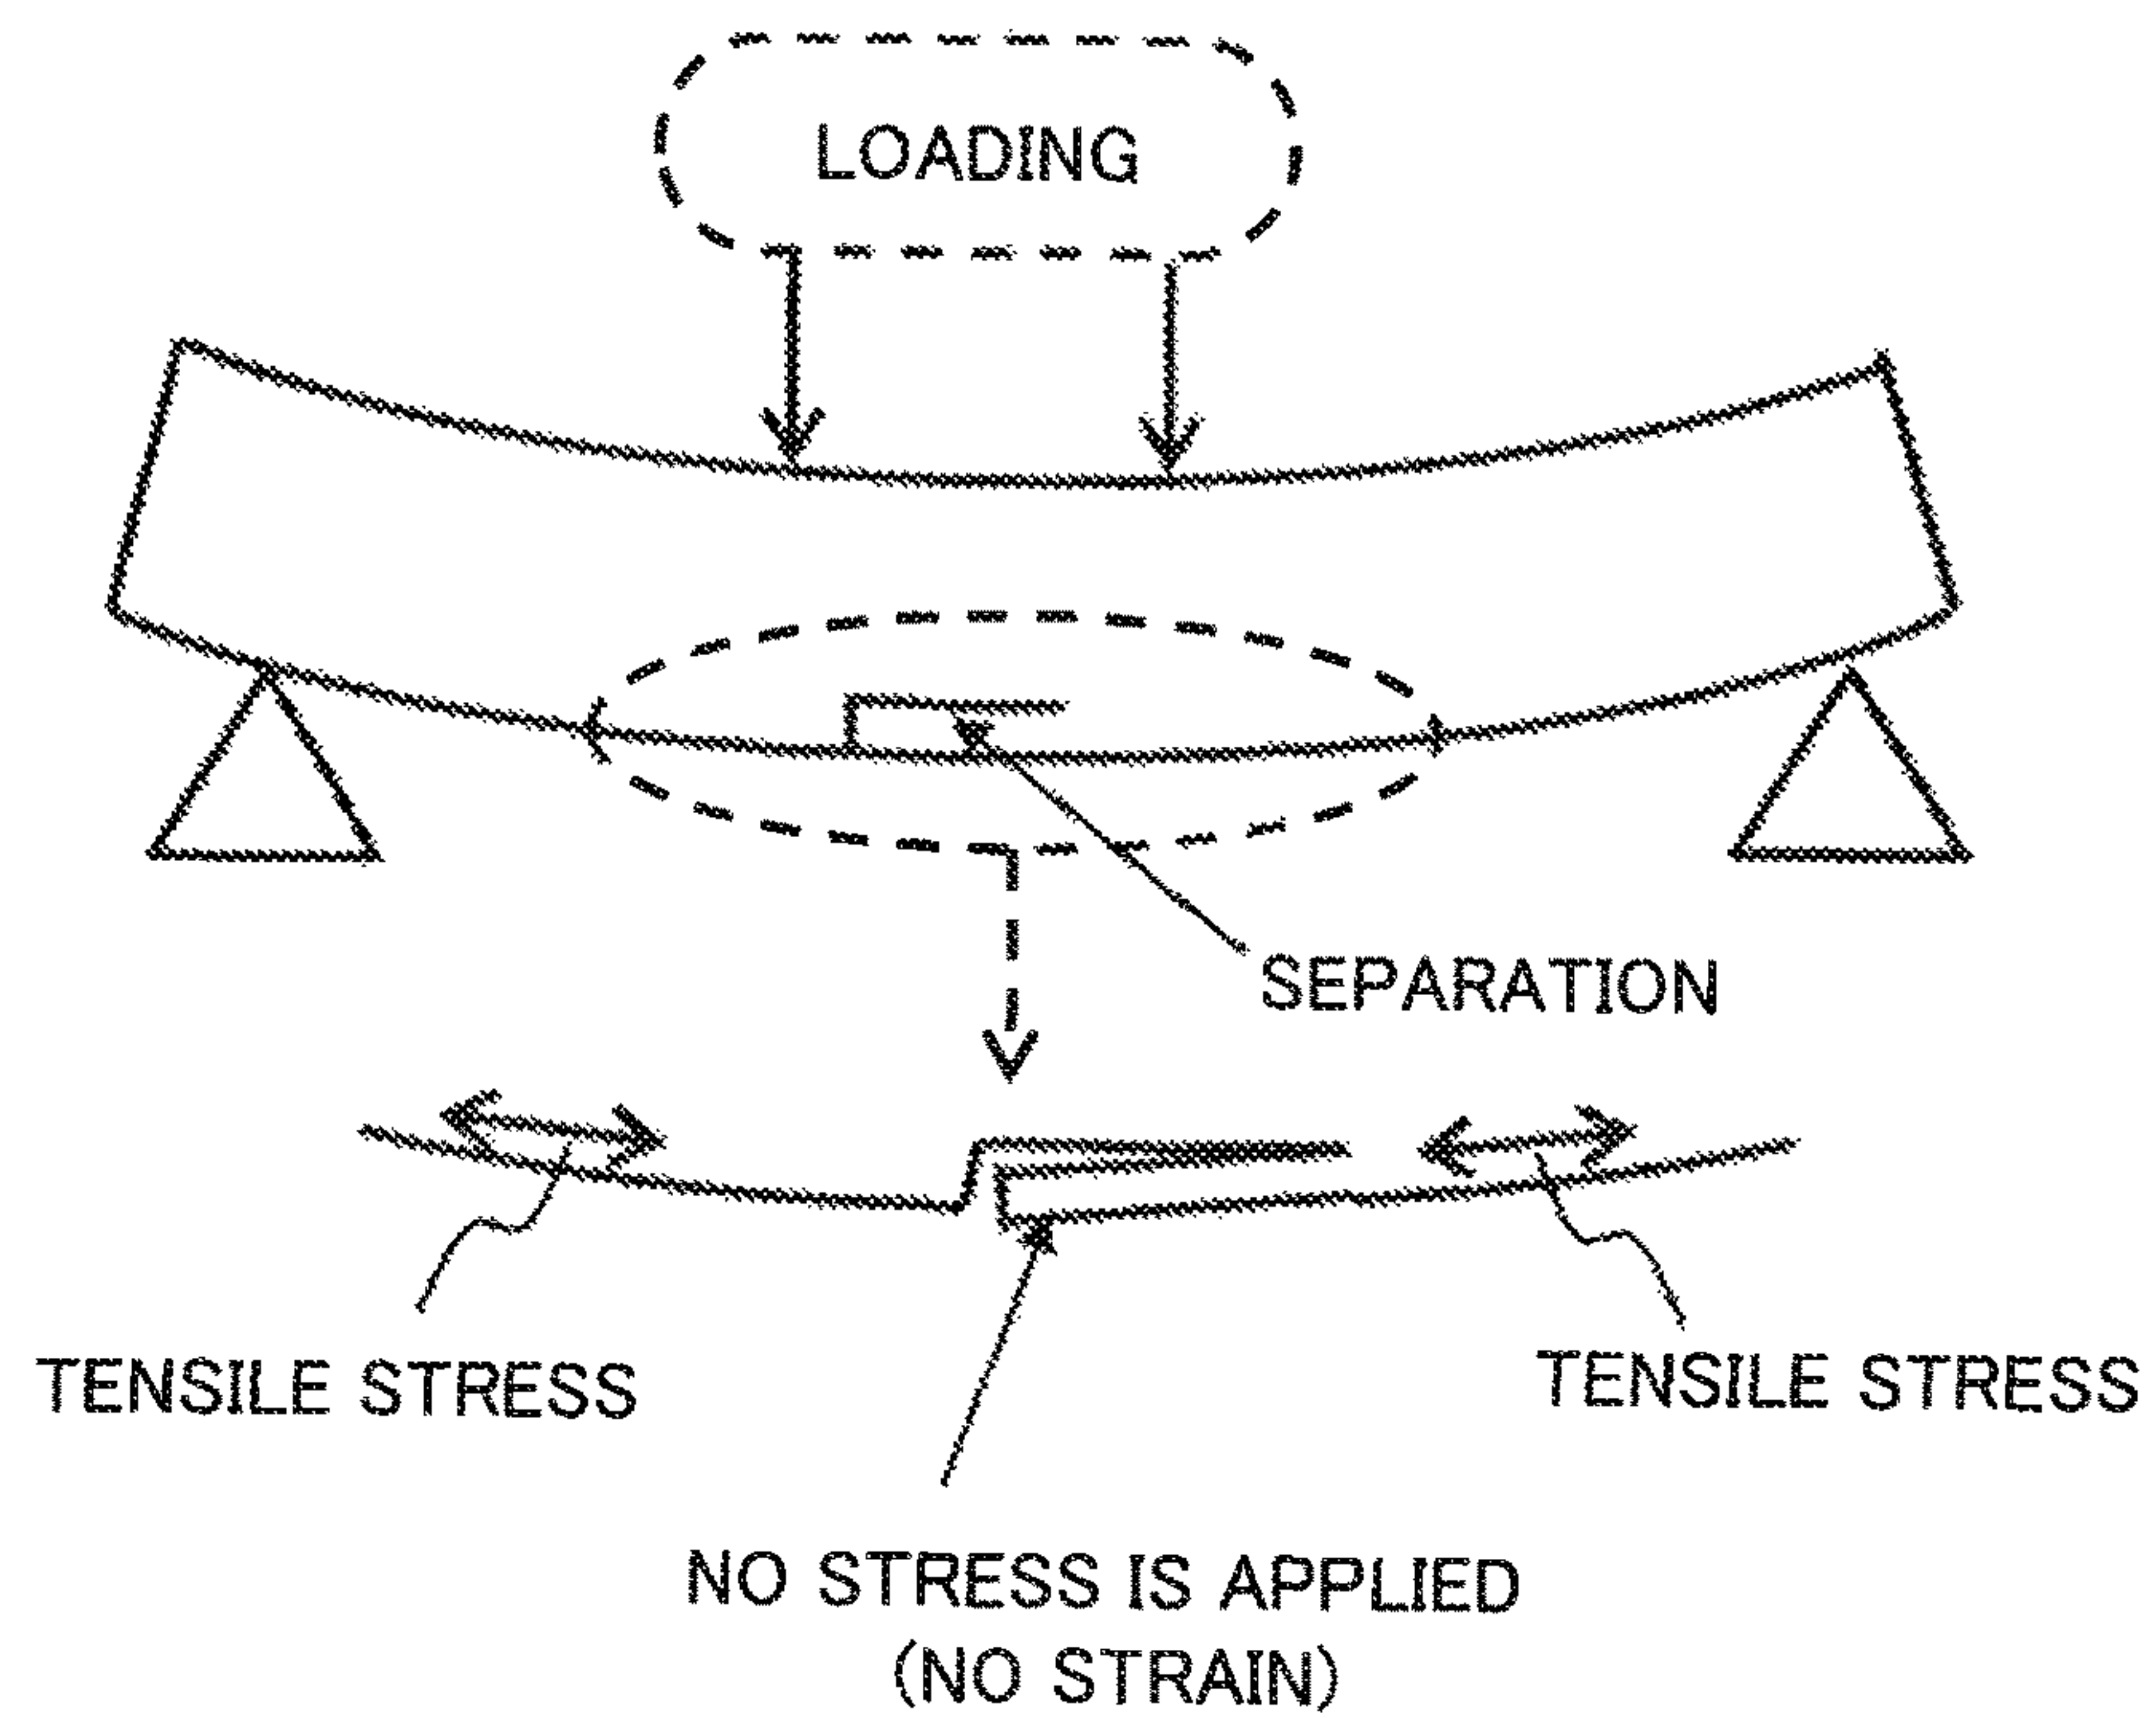 LOADING
SEPARATION
TENSILE STRESS
TENSILE STRESS
NO STRESS IS APPLIED
(NO STRAIN)